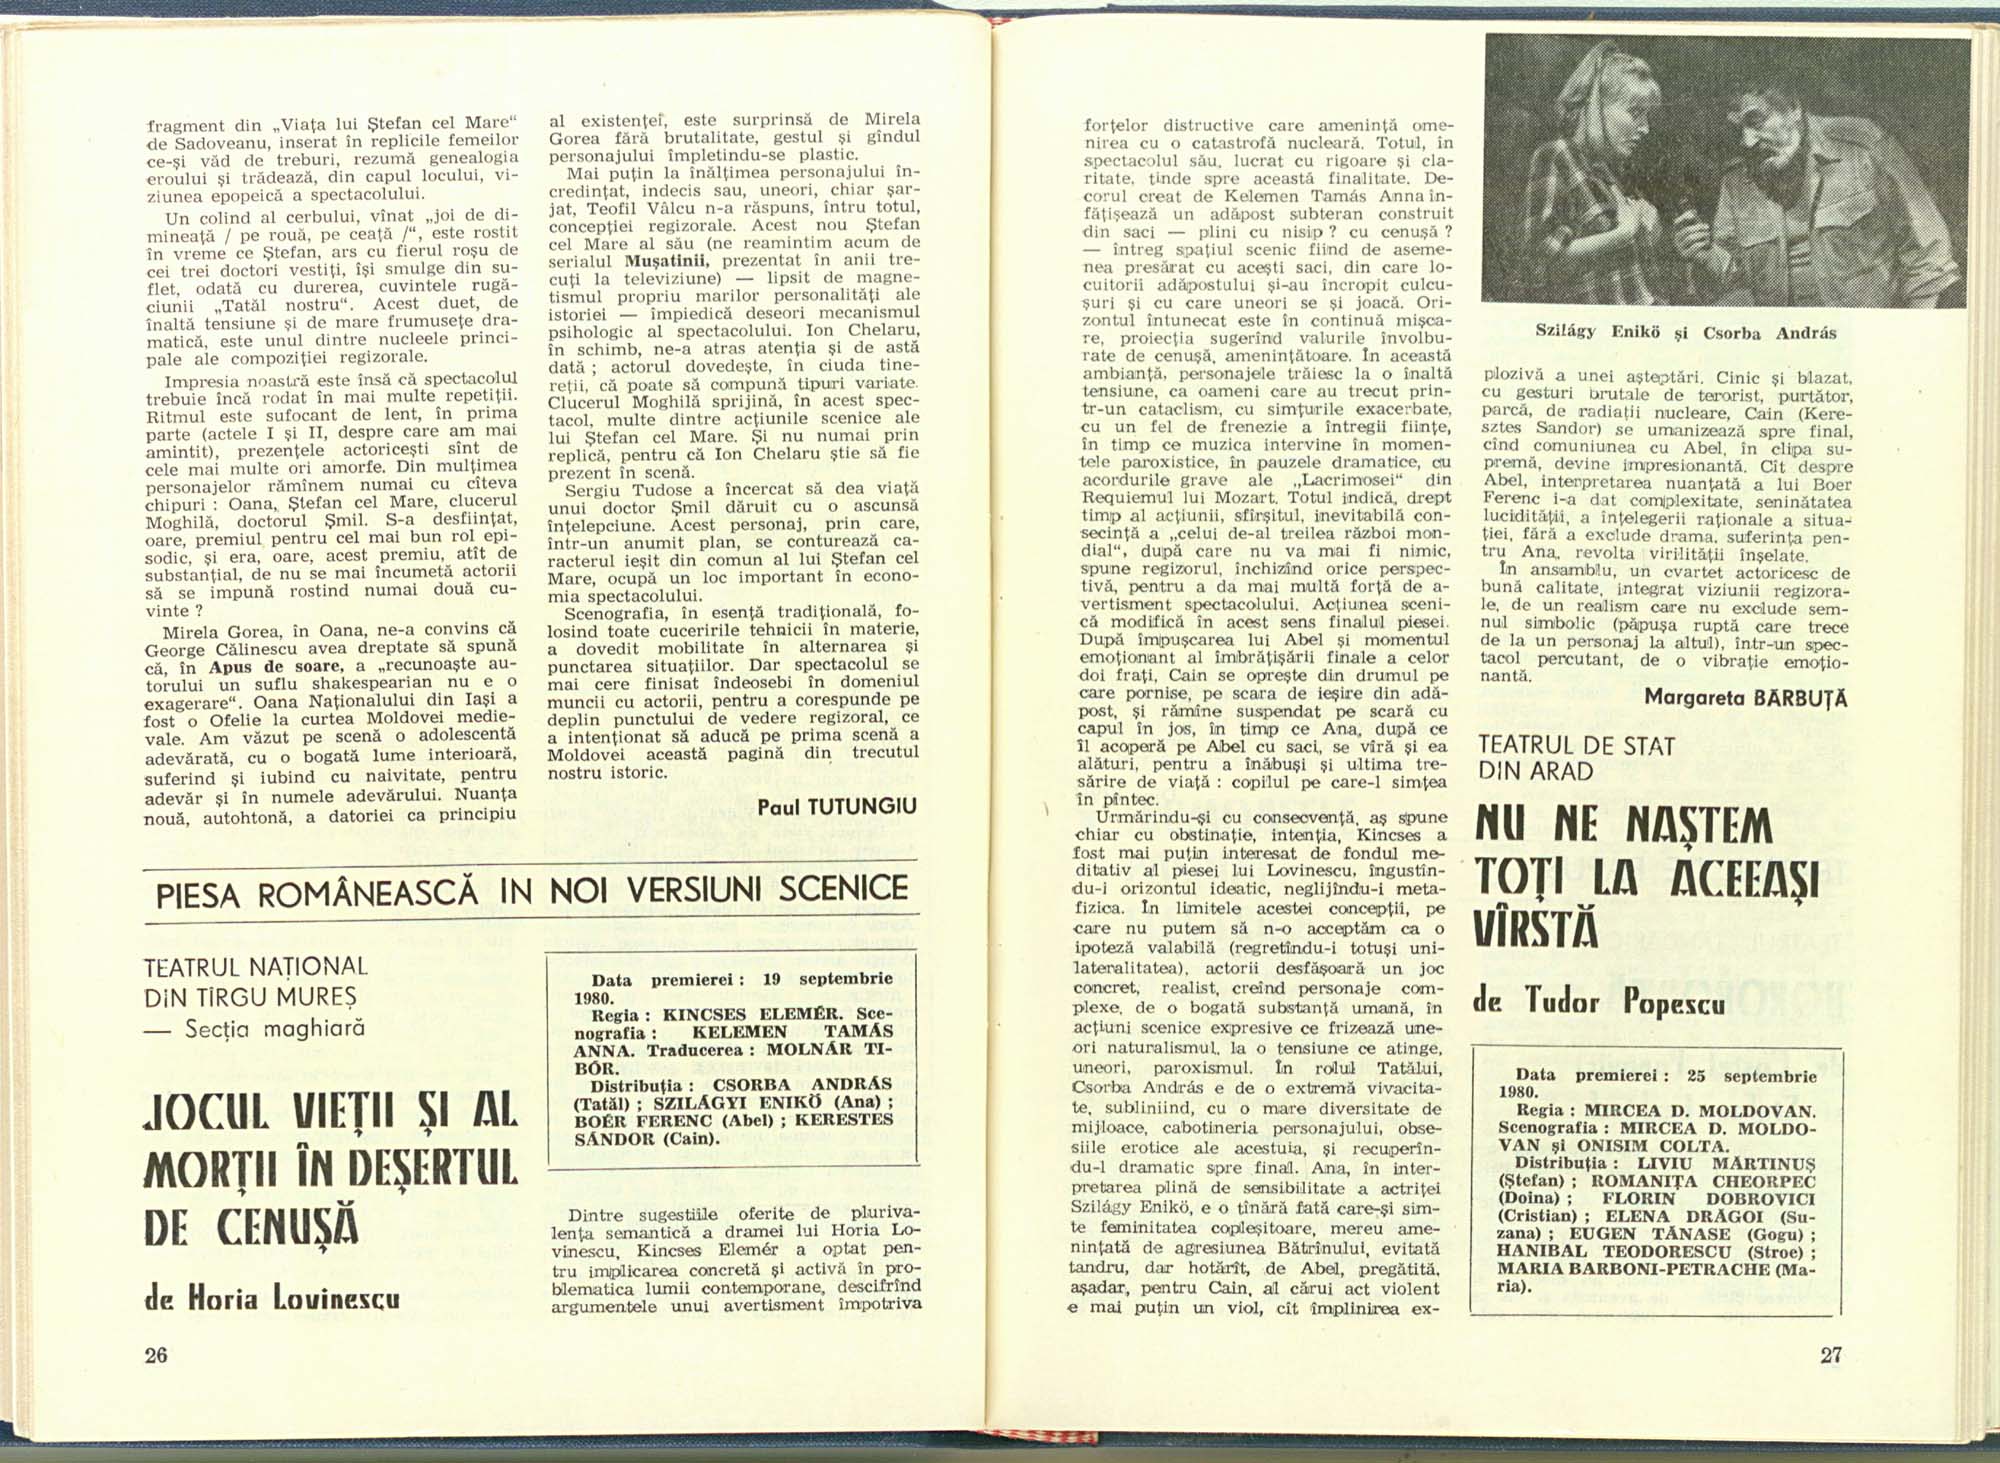 fragment din „Viața lui Ștefan cel Mare“
de Sadoveanu, inserat în replicile femeilor
ce-și văd de treburi, rezumă genealogia
eroului și trădează, din capul locului, vi-
ziunea epopeică a spectacolului.
Un colind al cerbului, vînat „joi de di-
mineață / pe rouă, pe ceață /“, este rostit
în vreme ce Ștefan, ars cu fierul roșu de
cei trei doctori vestiți, își smulge din su-
flet, odată cu durerea, cuvintele rugă-
ciunii „Tatăl nostru“. Acest duet, de
înaltă tensiune și de mare frumusețe dra-
matică, este unul dintre nucleele princi-
pale ale compoziției regizorale.
Impresia noastră este însă că spectacolul
trebuie încă rodat în mai multe repetiții.
Ritmul este sufocant de lent, în prima
parte (actele I și II, despre care am mai
amintit), prezențele actoricești sînt de
cele mai multe ori amorfe. Din mulțimea
personajelor rămînem numai cu cîteva
chipuri : Oana, Ștefan cel Mare, clucerul
Moghilă, doctorul Șmil. S-a desființat,
oare, premiul pentru cel mai bun rol epi-
sodic, și era, oare, acest premiu, atît de
substanțial, de nu se mai încumetă actorii
să se impună rostind numai două cu-
vinte ?
Mirela Gorea, în Oana, ne-a convins că
George Călinescu avea dreptate să spună
că, în Apus de soare, a „recunoaște au-
torului un suflu shakespearian nu e o
exagerare“. Oana Naționalului din Iași a
fost o Ofelie la curtea Moldovei medie-
vale. Am văzut pe scenă o adolescentă
adevărată, cu o bogată lume interioară,
suferind și iubind cu naivitate, pentru
adevăr și în numele adevărului. Nuanța
nouă, autohtonă, a datoriei ca principiu
al existenței, este surprinsă de Mirela
Gorea fără brutalitate, gestul și gîndul
personajului împletindu-se plastic.
Mai puțin la înălțimea personajului în-
credințat, indecis sau, uneori, chiar șar-
jat, Teofil Vâlcu n-a răspuns, întru totul,
concepției regizorale. Acest nou Ștefan
cel Mare al său (ne reamintim acum de
serialul Mușatinii, prezentat în anii tre-
cuți la televiziune) — lipsit de magne-
tismul propriu marilor personalități ale
istoriei — împiedică deseori mecanismul
psihologic al spectacolului. Ion Chelaru,
în schimb, ne-a atras atenția și de astă
dată ; actorul dovedește, în ciuda tine-
reții, că poate să compună tipuri variate.
Clucerul Moghilă sprijină, în acest spec-
tacol, multe dintre acțiunile scenice ale
lui Ștefan cel Mare. Și nu numai prin
replică, pentru că Ion Chelaru știe să fie
prezent în scenă.
Sergiu Tudose a încercat să dea viață
unui doctor Șmil dăruit cu o ascunsă
înțelepciune. Acest personaj, prin care,
într-un anumit plan, se conturează ca-
racterul ieșit din comun al lui Ștefan cel
Mare, ocupă un loc important în econo-
mia spectacolului.
Scenografia, în esență tradițională, fo-
losind toate cuceririle tehnicii în materie,
a dovedit mobilitate în alternarea și
punctarea situațiilor. Dar spectacolul se
mai cere finisat îndeosebi în domeniul
muncii cu actorii, pentru a corespunde pe
deplin punctului de vedere regizoral, ce
a intenționat să aducă pe prima scenă a
Moldovei această pagină din trecutul
nostru istoric.
Paul TUTUNGIU
PIESA ROMÂNEASCĂ IN NOI VERSIUNI SCENICE
TEATRUL NAȚIONAL
DIN TÎRGU MUREȘ
— Secția maghiară
JOCUL VIEȚII ȘI AL
MORȚII ÎN DEȘERTUL
DE CENUȘĂ
de Horia Lovinescu
Data premierei : 19 septembrie
1980.
Regia : KINCSES ELEMÉR. Sce-
nografia : KELEMEN TAMÁS
ANNA. Traducerea : MOLNÁR TI-
BÓR.
Distribuția : CSORBA ANDRÁS
(Tatăl) ; SZILÁGYI ENIKŐ (Ana) ;
BOÉR FERENC (Abel) ; KERESTES
SÁNDOR (Cain).
Dintre sugestiile oferite de pluriva-
lența semantică a dramei lui Horia Lo-
vinescu, Kincses Elemér a optat pen-
tru implicarea concretă și activă în pro-
blematica lumii contemporane, descifrînd
argumentele unui avertisment împotriva
26
forțelor distructive care amenință ome-
nirea cu o catastrofă nucleară. Totul, în
spectacolul său, lucrat cu rigoare și cla-
ritate, tinde spre această finalitate. De-
corul creat de Kelemen Tamás Anna în-
fățișează un adăpost subteran construit
din saci — plini cu nisip ? cu cenușă ?
— întreg spațiul scenic fiind de aseme-
nea presărat cu acești saci, din care lo-
cuitorii adăpostului și-au încropit culcu-
șuri și cu care uneori se și joacă. Ori-
zontul întunecat este în continuă mișca-
re, proiecția sugerînd valurile învolbu-
rate de cenușă, amenințătoare. În această
ambianță, personajele trăiesc la o înaltă
tensiune, ca oameni care au trecut prin-
tr-un cataclism, cu simțurile exacerbate,
cu un fel de frenezie a întregii ființe,
în timp ce muzica intervine în momen-
tele paroxistice, în pauzele dramatice, cu
acordurile grave ale „Lacrimosei“ din
Requiemul lui Mozart. Totul indică, drept
timp al acțiunii, sfîrșitul, inevitabilă con-
secință a „celui de-al treilea război mon-
dial“, după care nu va mai fi nimic,
spune regizorul, închizînd orice perspec-
tivă, pentru a da mai multă forță de a-
vertisment spectacolului. Acțiunea sceni-
că modifică în acest sens finalul piesei.
După împușcarea lui Abel și momentul
emoționant al îmbrățișării finale a celor
doi frați, Cain se oprește din drumul pe
care pornise, pe scara de ieșire din adă-
post, și rămîne suspendat pe scară cu
capul în jos, în timp ce Ana, după ce
îl acoperă pe Abel cu saci, se vîră și ea
alături, pentru a înăbuși și ultima tre-
sărire de viață : copilul pe care-l simțea
în pîntec.
Urmărindu-și cu consecvență, aș spune
chiar cu obstinație, intenția, Kincses a
fost mai puțin interesat de fondul me-
ditativ al piesei lui Lovinescu, îngustîn-
du-i orizontul ideatic, neglijîndu-i meta-
fizica. În limitele acestei concepții, pe
care nu putem să n-o acceptăm ca o
ipoteză valabilă (regretîndu-i totuși uni-
lateralitatea), actorii desfășoară un joc
concret, realist, creînd personaje com-
plexe, de o bogată substanță umană, în
acțiuni scenice expresive ce frizează une-
ori naturalismul, la o tensiune ce atinge,
uneori, paroxismul. În rolul Tatălui,
Csorba András e de o extremă vivacita-
te, subliniind, cu o mare diversitate de
mijloace, cabotineria personajului, obse-
siile erotice ale acestuia, și recuperîn-
du-l dramatic spre final. Ana, în inter-
pretarea plină de sensibilitate a actriței
Szilágy Enikö, e o tînără fată care-și sim-
te feminitatea copleșitoare, mereu ame-
nințată de agresiunea Bătrînului, evitată
tandru, dar hotărît, de Abel, pregătită,
așadar, pentru Cain, al cărui act violent
e mai puțin un viol, cît împlinirea ex-
Szilágy Enikö și Csorba András
plozivă a unei așteptări. Cinic și blazat,
cu gesturi brutale de terorist, purtător,
parcă, de radiații nucleare, Cain (Kere-
sztes Sandor) se umanizează spre final,
cînd comuniunea cu Abel, în clipa su-
premă, devine impresionantă. Cît despre
Abel, interpretarea nuanțată a lui Boer
Ferenc i-a dat complexitate, seninătatea
lucidității, a înțelegerii raționale a situa-
ției, fără a exclude drama, suferința pen-
tru Ana, revolta virilității înșelate.
În ansamblu, un cvartet actoricesc de
bună calitate, integrat viziunii regizora-
le, de un realism care nu exclude sem-
nul simbolic (păpușa ruptă care trece
de la un personaj la altul), într-un spec-
tacol percutant, de o vibrație emoțio-
nantă.
Margareta BĂRBUȚĂ
TEATRUL DE STAT
DIN ARAD
NU NE NAȘTEM
TOȚI LA ACEEAȘI
VÎRSTĂ
de Tudor Popescu
Data premierei : 25 septembrie
1980.
Regia : MIRCEA D. MOLDOVAN.
Scenografia : MIRCEA D. MOLDO-
VAN și ONISIM COLTA.
Distribuția : LIVIU MĂRTINUȘ
(Ștefan) ; ROMANIȚA CHEORPEC
(Doina) ; FLORIN DOBROVICI
(Cristian) ; ELENA DRĂGOI (Su-
zana) ; EUGEN TĂNASE (Gogu) ;
HANIBAL TEODORESCU (Stroe) ;
MARIA BARBONI-PETRACHE (Ma-
ria).
27